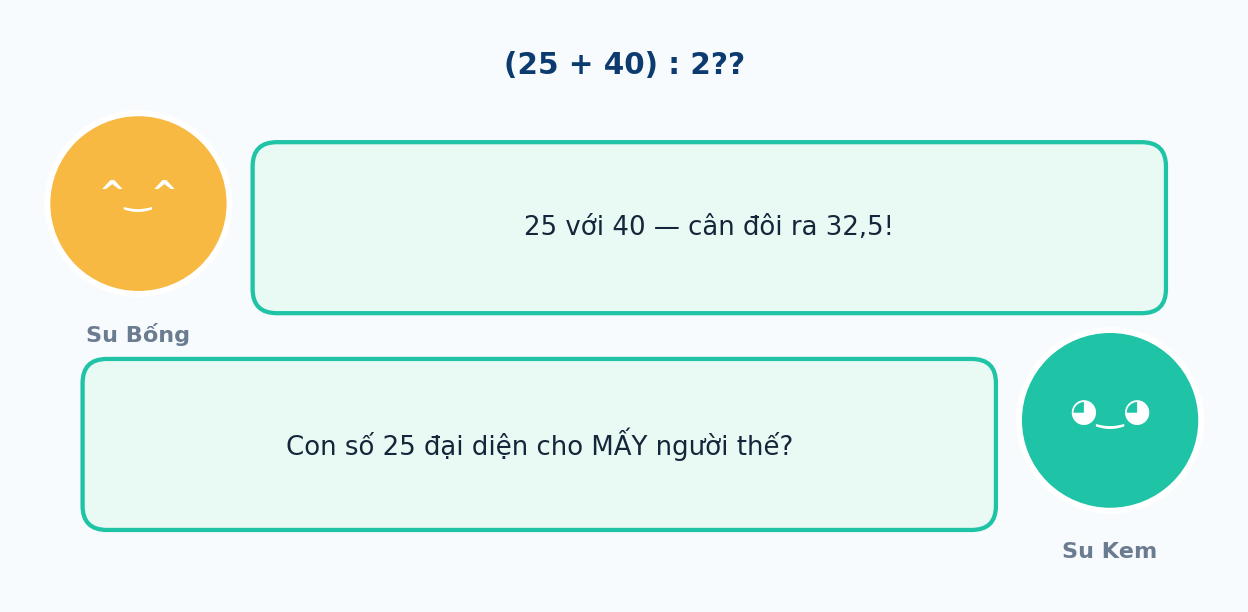 (25 + 40) : 2??
25 với 40 — cân đôi ra 32,5!
Su Bống
Con số 25 đại diện cho MẤY người thế?
Su Kem